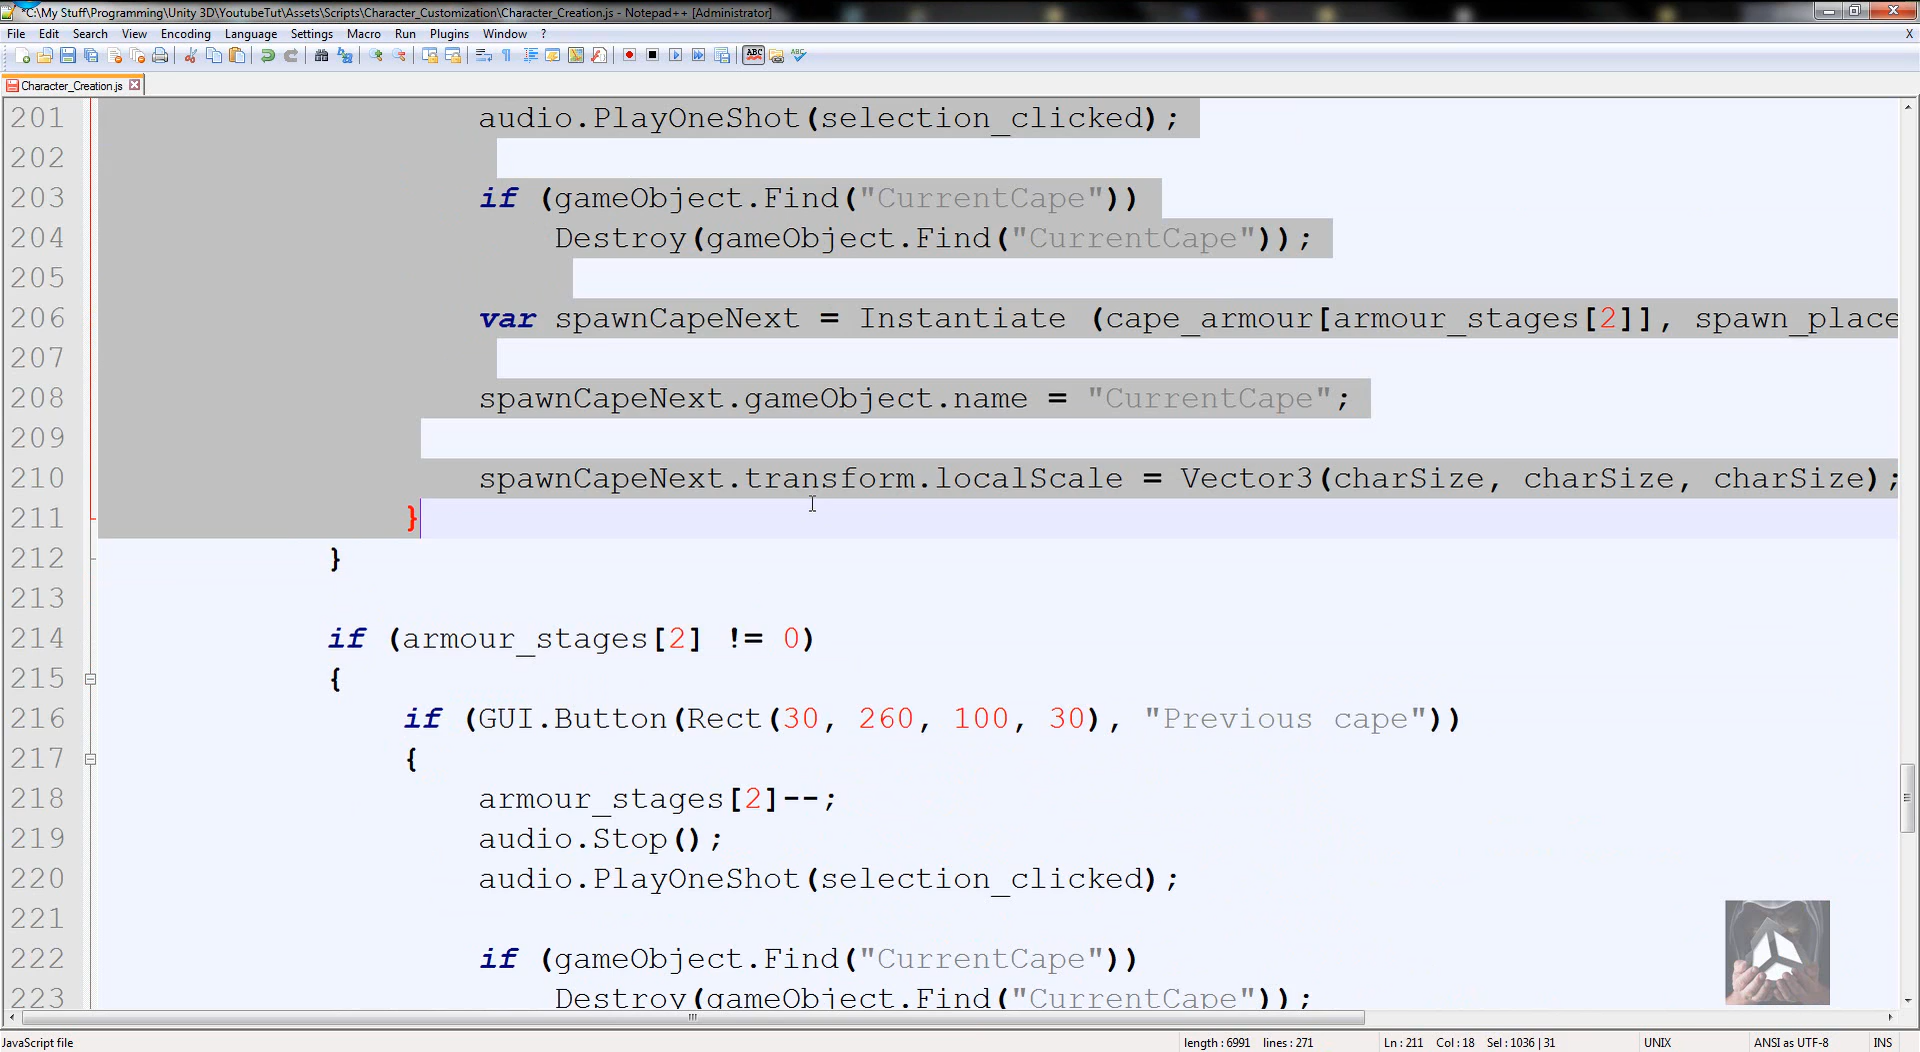 *C:\My Stuff\Programming\Unity 3D\YoutubeTut\Assets\Scripts\Character_Customization\Character_Creation.js - Notepad++ [Administrator]
File Edit Search View Encoding Language Settings Macro Run Plugins Window ? X
Character_Creation.js
201 audio.PlayOneShot(selection_clicked);
202
203 if (gameObject.Find("CurrentCape"))
204 Destroy(gameObject.Find("CurrentCape"));
205
206 var spawnCapeNext = Instantiate (cape_armour[armour_stages[2]], spawn_place
207
208 spawnCapeNext.gameObject.name = "CurrentCape";
209
210 spawnCapeNext.transform.localScale = Vector3(charSize, charSize, charSize);
211 }
212 }
213
214 if (armour_stages[2] != 0)
215 {
216 if (GUI.Button(Rect(30, 260, 100, 30), "Previous cape"))
217 {
218 armour_stages[2]--;
219 audio.Stop();
220 audio.PlayOneShot(selection_clicked);
221
222 if (gameObject.Find("CurrentCape"))
223 Destroy(gameObject.Find("CurrentCape"));
JavaScript file length : 6991 lines : 271 Ln : 211 Col : 18 Sel : 1036 | 31 UNIX ANSI as UTF-8 INS